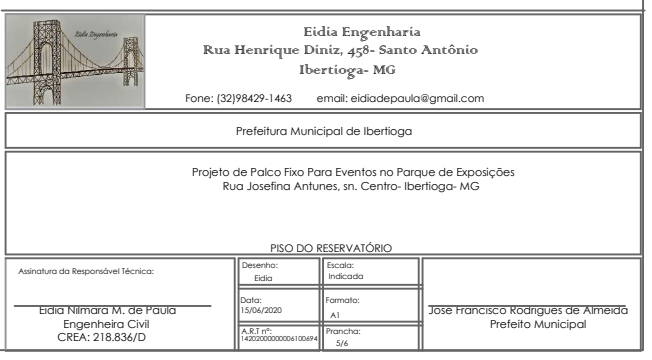 Eidia Engenharia
Eidia Engenharia
Rua Henrique Diniz, 458- Santo Antônio
Ibertioga- MG
Fone: (32)98429-1463 email: eidiadepaula@gmail.com
Prefeitura Municipal de Ibertioga
Projeto de Palco Fixo Para Eventos no Parque de Exposições
Rua Josefina Antunes, sn. Centro- Ibertioga- MG
PISO DO RESERVATÓRIO
Assinatura da Responsável Técnica:
Eidia Nilmara M. de Paula
Engenheira Civil
CREA: 218.836/D
Desenho:
Eidia
Escala:
Indicada
Data:
15/06/2020
Formato:
A1
A.R.T nº:
14202000000006100694
Prancha:
5/6
Jose Francisco Rodrigues de Almeida
Prefeito Municipal